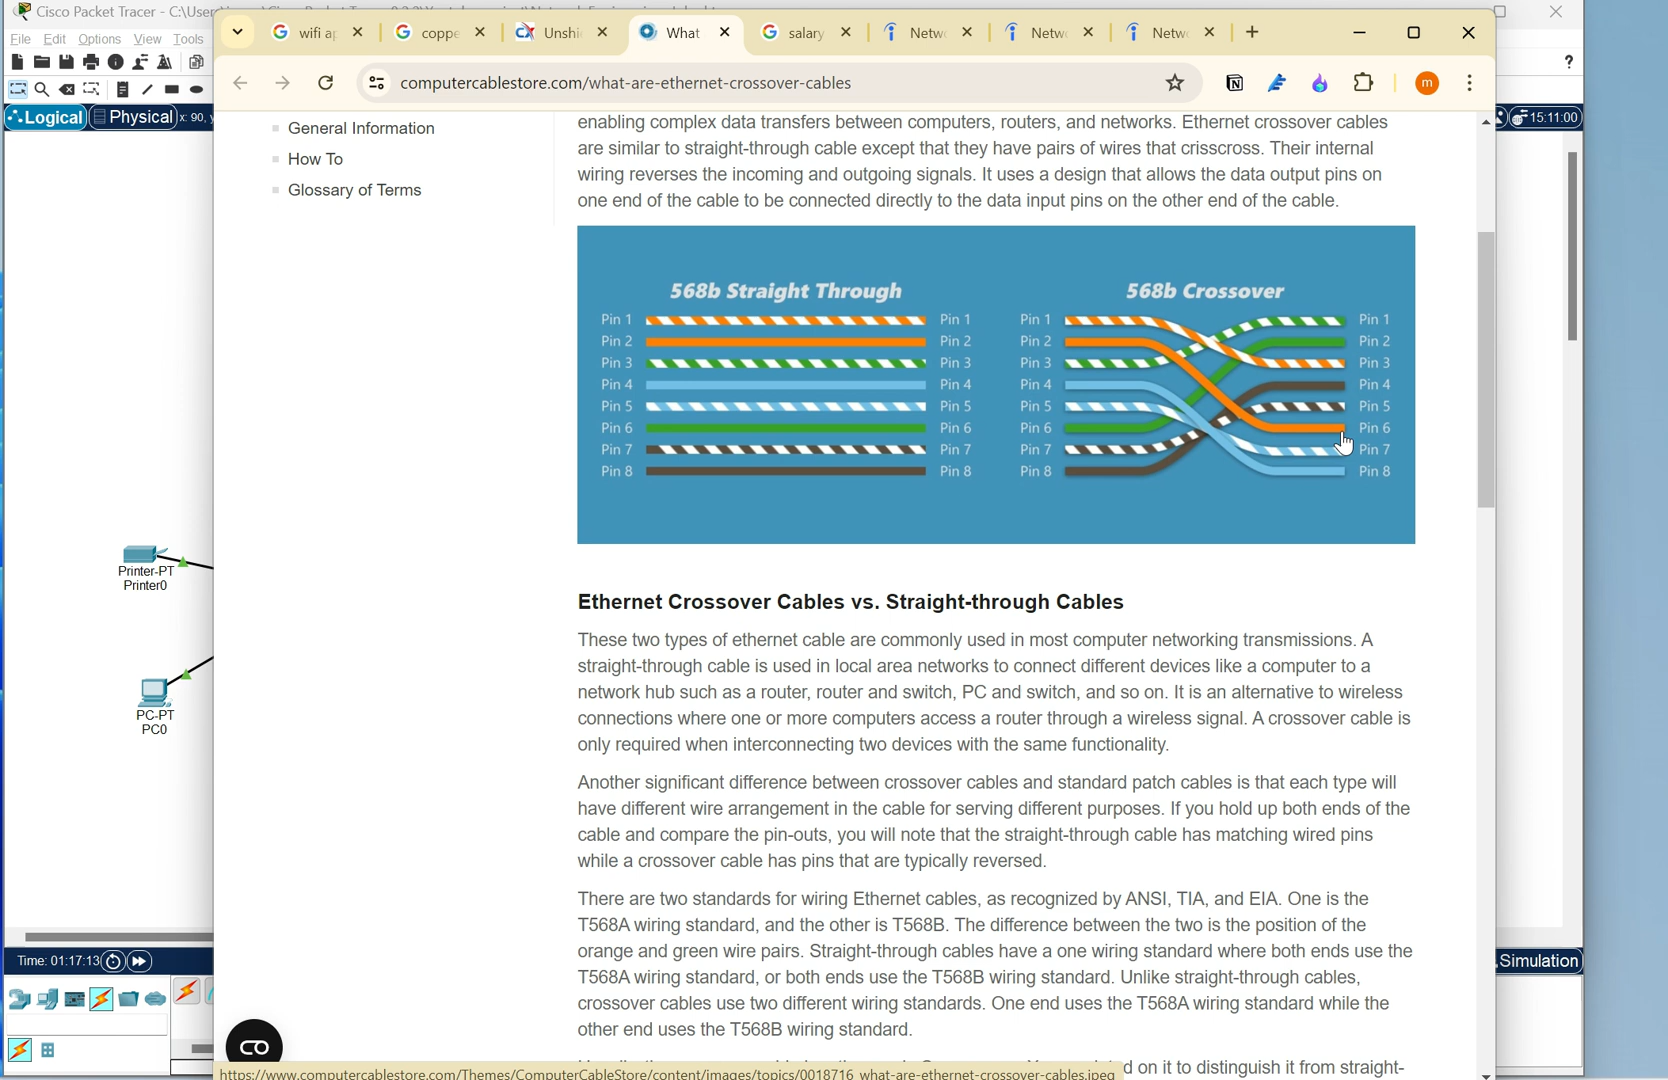 Cisco Packet Tracer - C:\User
File Edit Options View Tools
Logical Physical x: 90, y
Printer-PT
Printer0
PC-PT
PC0
Time: 01:17:13
wifi ap
coppe
CX Unshi
What
salary
Netw
Netw
Netw
computercablestore.com/what-are-ethernet-crossover-cables
m
?
15:11:00
General Information
How To
Glossary of Terms
enabling complex data transfers between computers, routers, and networks. Ethernet crossover cables
are similar to straight-through cable except that they have pairs of wires that crisscross. Their internal
wiring reverses the incoming and outgoing signals. It uses a design that allows the data output pins on
one end of the cable to be connected directly to the data input pins on the other end of the cable.
568b Straight Through 568b Crossover
Pin 1 Pin 1 Pin 1 Pin 1
Pin 2 Pin 2 Pin 2 Pin 2
Pin 3 Pin 3 Pin 3 Pin 3
Pin 4 Pin 4 Pin 4 Pin 4
Pin 5 Pin 5 Pin 5 Pin 5
Pin 6 Pin 6 Pin 6 Pin 6
Pin 7 Pin 7 Pin 7 Pin 7
Pin 8 Pin 8 Pin 8 Pin 8
Ethernet Crossover Cables vs. Straight-through Cables
These two types of ethernet cable are commonly used in most computer networking transmissions. A
straight-through cable is used in local area networks to connect different devices like a computer to a
network hub such as a router, router and switch, PC and switch, and so on. It is an alternative to wireless
connections where one or more computers access a router through a wireless signal. A crossover cable is
only required when interconnecting two devices with the same functionality.
Another significant difference between crossover cables and standard patch cables is that each type will
have different wire arrangement in the cable for serving different purposes. If you hold up both ends of the
cable and compare the pin-outs, you will note that the straight-through cable has matching wired pins
while a crossover cable has pins that are typically reversed.
There are two standards for wiring Ethernet cables, as recognized by ANSI, TIA, and EIA. One is the
T568A wiring standard, and the other is T568B. The difference between the two is the position of the
orange and green wire pairs. Straight-through cables have a one wiring standard where both ends use the
T568A wiring standard, or both ends use the T568B wiring standard. Unlike straight-through cables,
crossover cables use two different wiring standards. One end uses the T568A wiring standard while the
other end uses the T568B wiring standard.
d on it to distinguish it from straight-
https://www.computercablestore.com/Themes/ComputerCableStore/content/images/topics/0018716_what-are-ethernet-crossover-cables.jpeg
Simulation